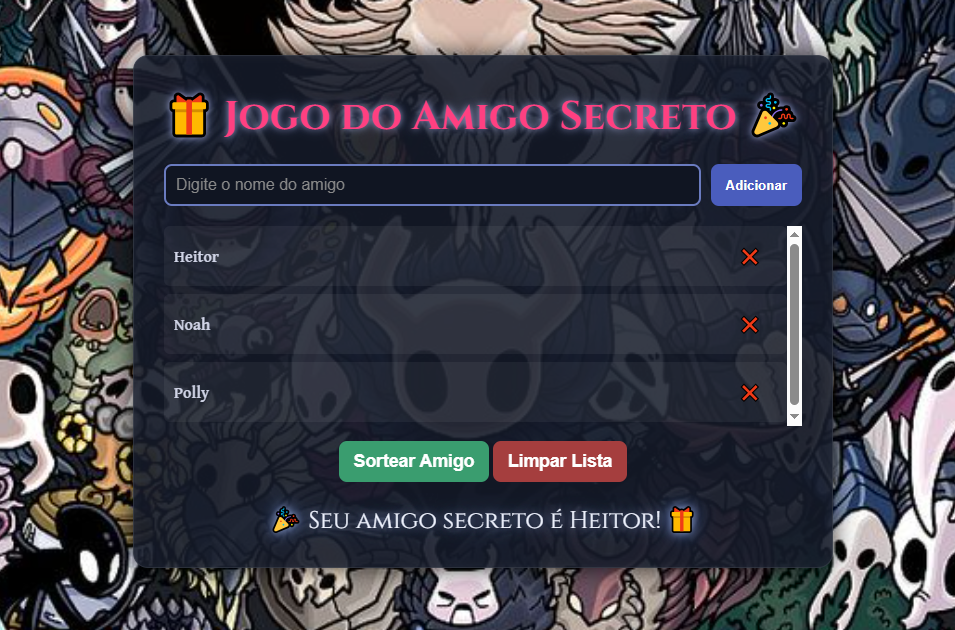 Jogo do Amigo Secreto
Digite o nome do amigo
Adicionar
Heitor
Noah
Polly
Sortear Amigo
Limpar Lista
Seu amigo secreto é Heitor!